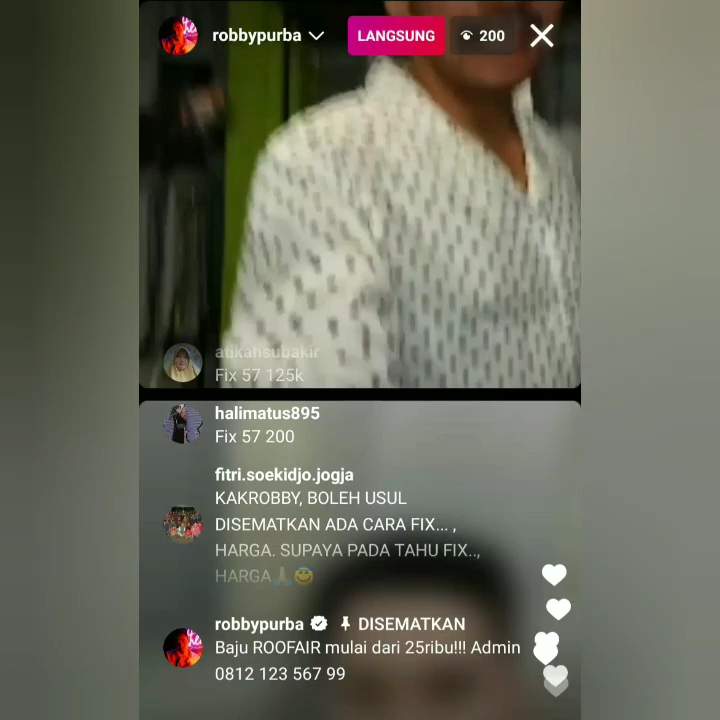 robbypurba
LANGSUNG
200
atikahsubakir
Fix 57 125k
halimatus895
Fix 57 200
fitri.soekidjo.jogja
KAKROBBY, BOLEH USUL
DISEMATKAN ADA CARA FIX... ,
HARGA. SUPAYA PADA TAHU FIX..,
HARGA🙏😇
robbypurba DISEMATKAN
Baju ROOFAIR mulai dari 25ribu!!! Admin
0812 123 567 99